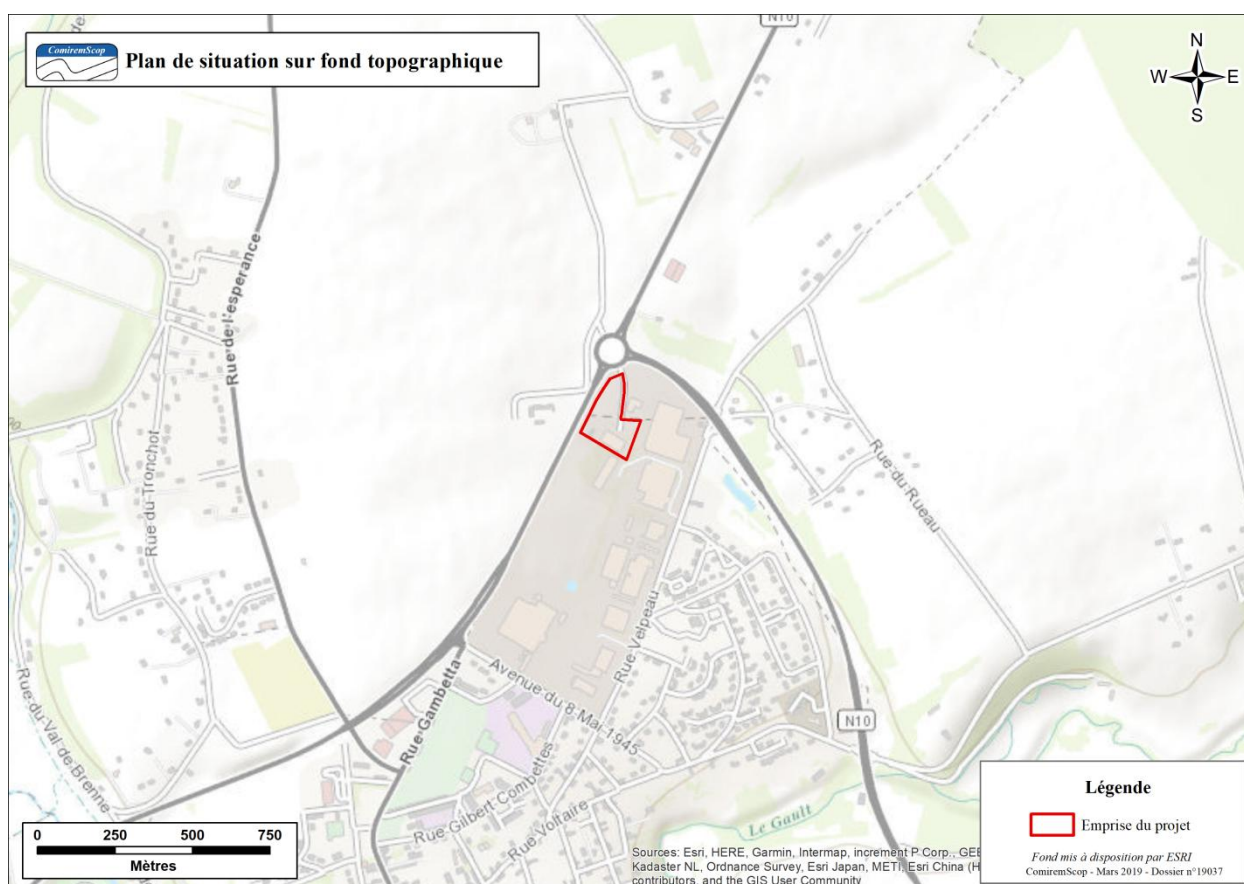 N10
ComiremScop
Plan de situation sur fond topographique
N
W E
S
Rue de l'esperance
Rue du Tronchot
Rue du Rueau
Rue Velpeau
Avenue du 8 Mai 1945
Rue Gambetta
Rue du Val de Brenne
N10
Rue Gilbert Combettes
Rue Voltaire
Le Gault
Légende
Emprise du projet
Fond mis à disposition par ESRI
ComiremScop - Mars 2019 - Dossier n°19037
0 250 500 750
Mètres
Sources: Esri, HERE, Garmin, Intermap, increment P Corp., GE
Kadaster NL, Ordnance Survey, Esri Japan, METI, Esri China (H
contributors, and the GIS User Community